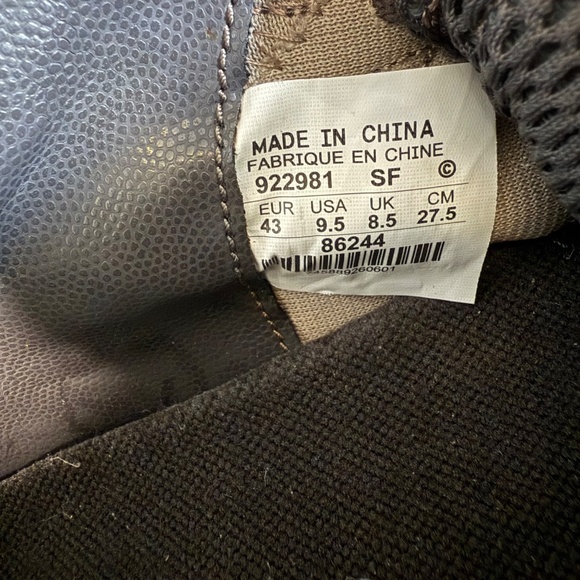 MADE IN CHINA
FABRIQUE EN CHINE
922981 SF ©
EUR USA UK CM
43 9.5 8.5 27.5
86244